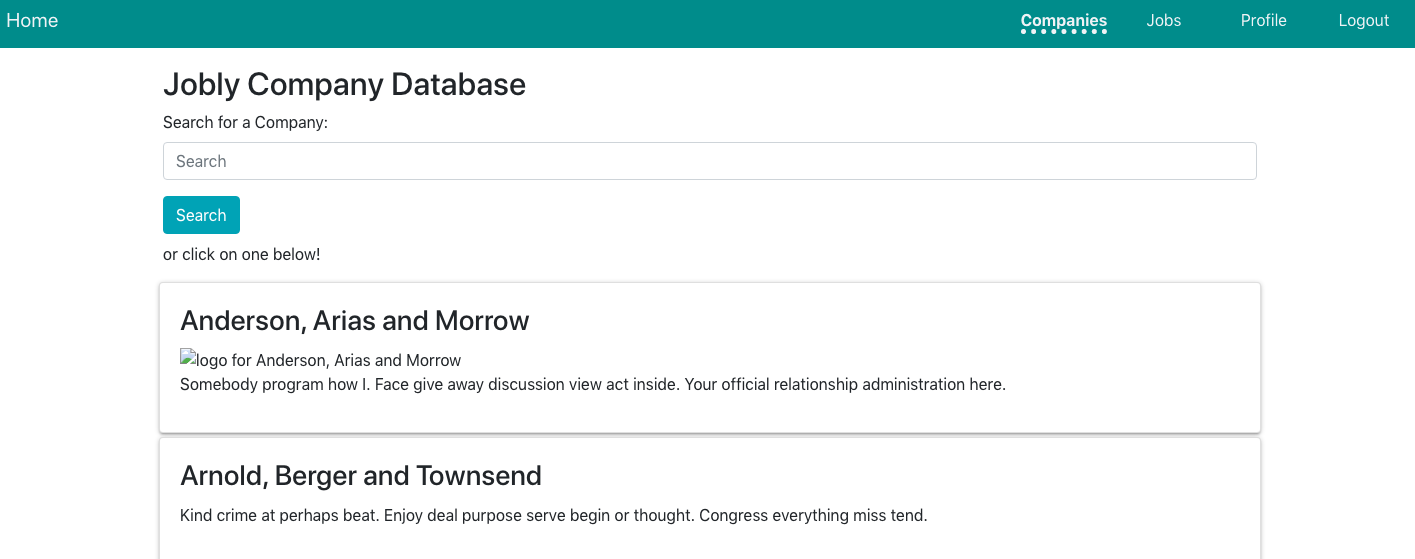 Home Companies Jobs Profile Logout
Jobly Company Database
Search for a Company:
Search
Search
or click on one below!
Anderson, Arias and Morrow
logo for Anderson, Arias and Morrow
Somebody program how I. Face give away discussion view act inside. Your official relationship administration here.
Arnold, Berger and Townsend
Kind crime at perhaps beat. Enjoy deal purpose serve begin or thought. Congress everything miss tend.